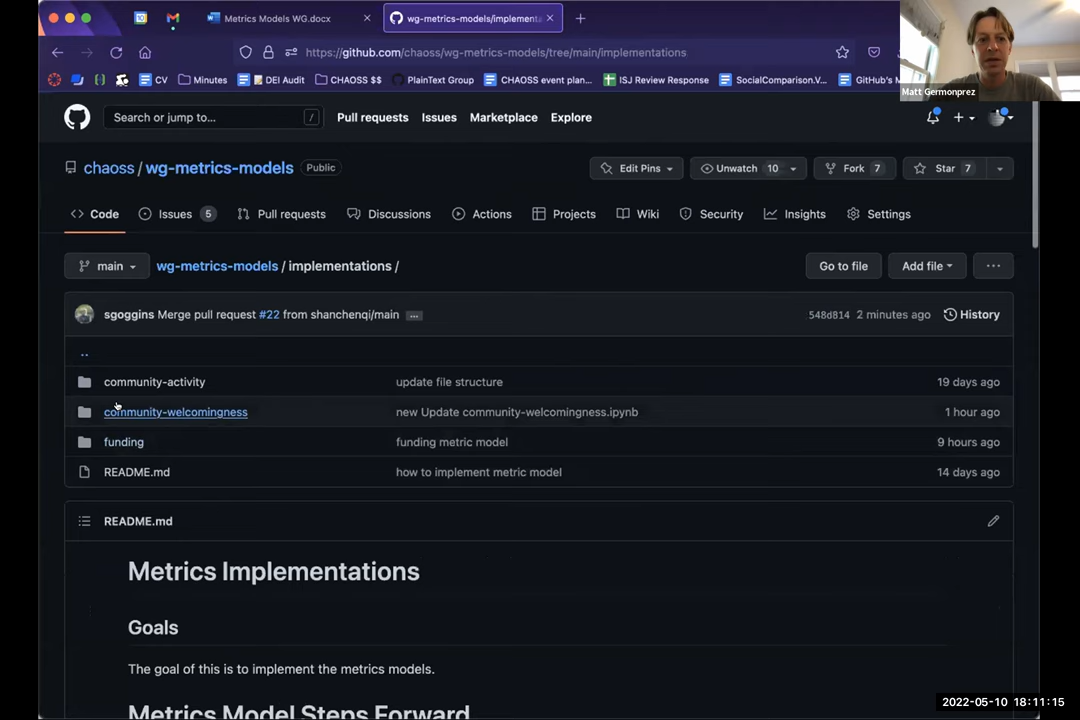 Metrics Models WG.docx
wg-metrics-models/implementa
https://github.com/chaoss/wg-metrics-models/tree/main/implementations
CV
Minutes
DEI Audit
CHAOSS $$
PlainText Group
CHAOSS event plan...
ISJ Review Response
SocialComparison.V...
GitHub's
Matt Germonprez
Search or jump to...
/
Pull requests
Issues
Marketplace
Explore
chaoss / wg-metrics-models
Public
Edit Pins
Unwatch 10
Fork 7
Star 7
Code
Issues 5
Pull requests
Discussions
Actions
Projects
Wiki
Security
Insights
Settings
main
wg-metrics-models / implementations /
Go to file
Add file
...
sgoggins Merge pull request #22 from shanchenqi/main ...
548d814 2 minutes ago
History
..
community-activity
update file structure
19 days ago
community-welcomingness
new Update community-welcomingness.ipynb
1 hour ago
funding
funding metric model
9 hours ago
README.md
how to implement metric model
14 days ago
README.md
Metrics Implementations
Goals
The goal of this is to implement the metrics models.
Metrics Model Steps Forward
2022-05-10 18:11:15